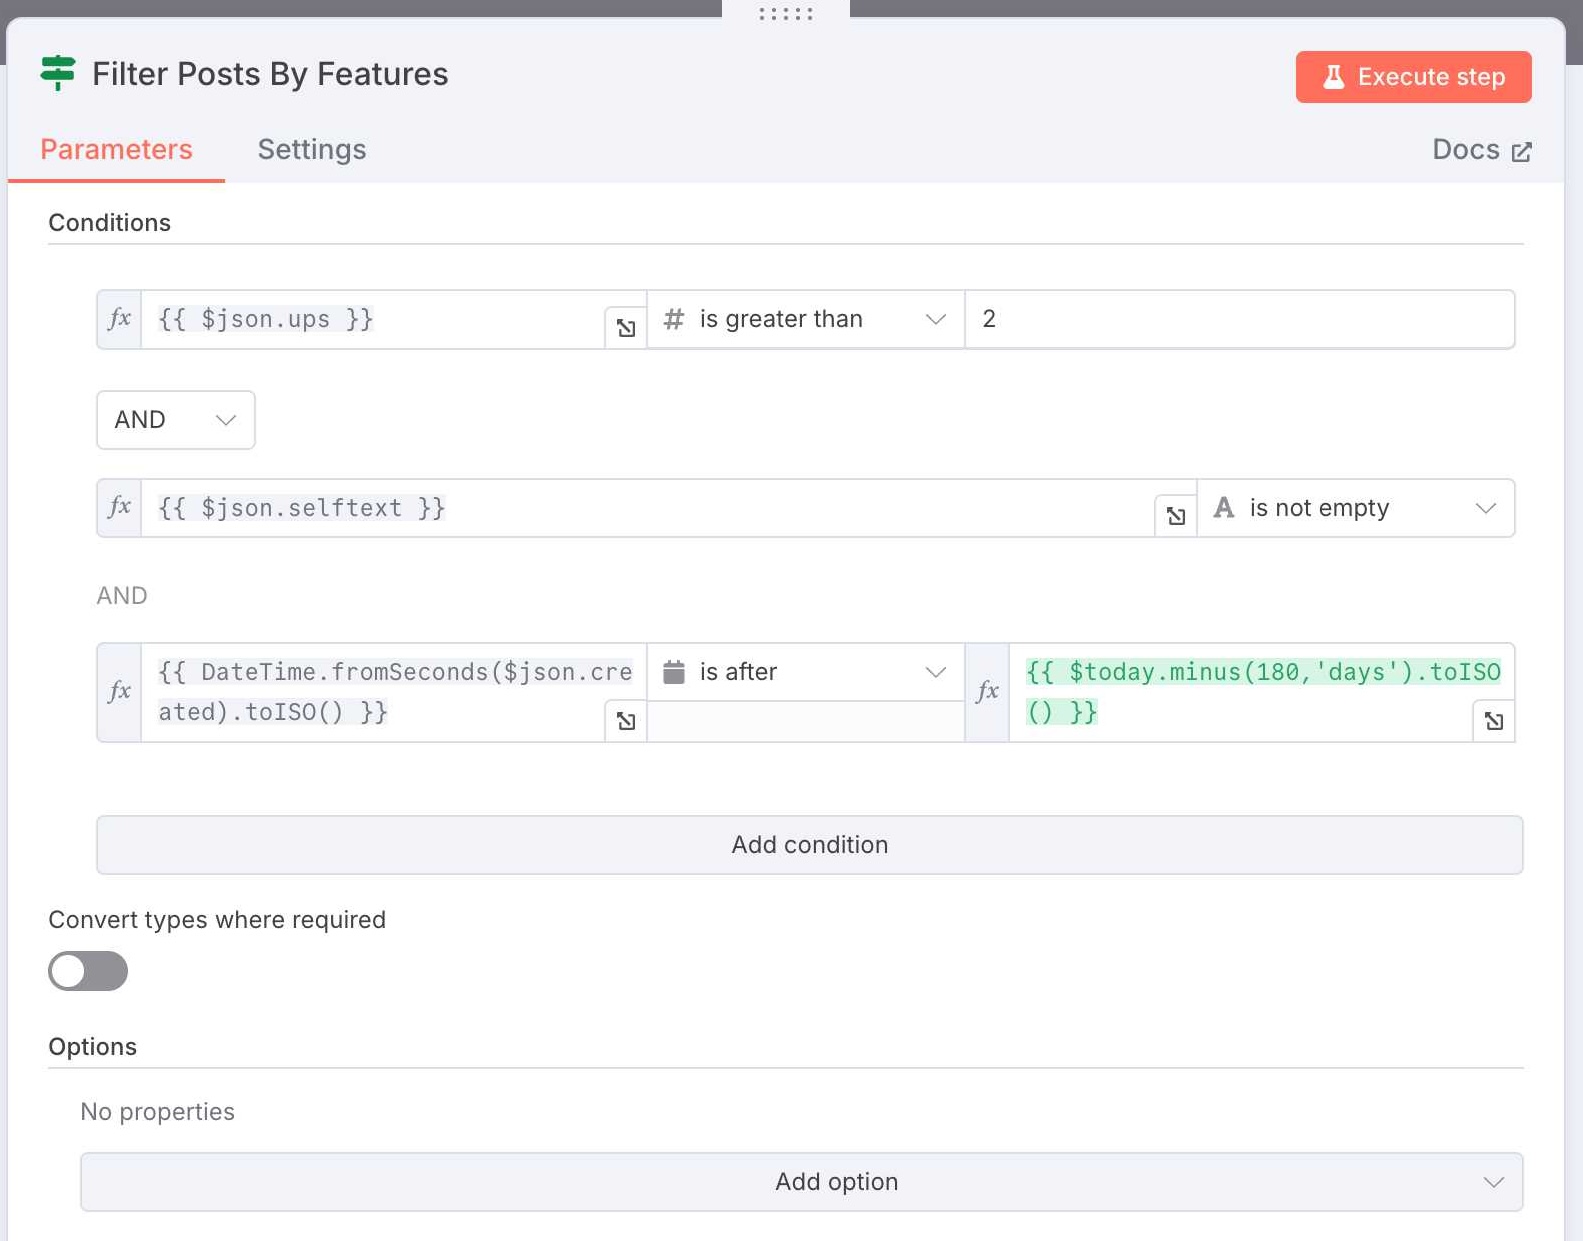 Filter Posts By Features
Execute step
Parameters
Settings
Docs
Conditions
fx
{{ $json.ups }}
# is greater than
2
AND
fx
{{ $json.selftext }}
A is not empty
AND
fx
{{ DateTime.fromSeconds($json.cre
ated).toISO() }}
is after
fx
{{ $today.minus(180,'days').toISO
() }}
Add condition
Convert types where required
Options
No properties
Add option